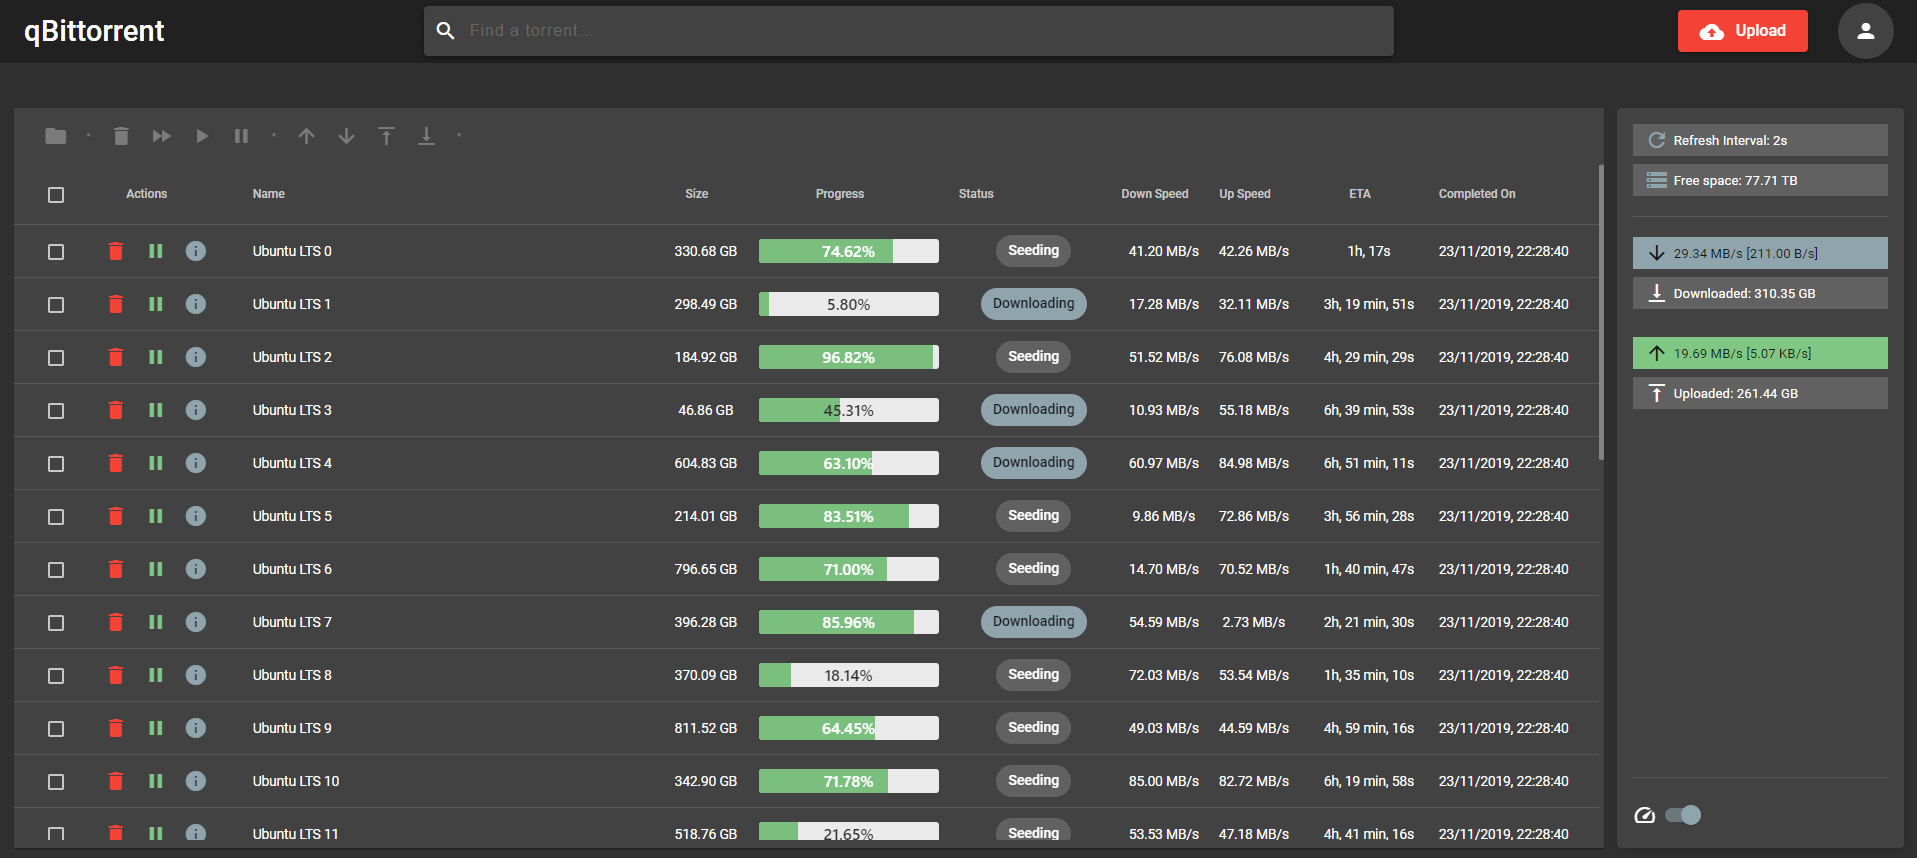 qBittorrent
Find a torrent...
Upload
Actions Name Size Progress Status Down Speed Up Speed ETA Completed On
Ubuntu LTS 0 330.68 GB 74.62% Seeding 41.20 MB/s 42.26 MB/s 1h, 17s 23/11/2019, 22:28:40
Ubuntu LTS 1 298.49 GB 5.80% Downloading 17.28 MB/s 32.11 MB/s 3h, 19 min, 51s 23/11/2019, 22:28:40
Ubuntu LTS 2 184.92 GB 96.82% Seeding 51.52 MB/s 76.08 MB/s 4h, 29 min, 29s 23/11/2019, 22:28:40
Ubuntu LTS 3 46.86 GB 45.31% Downloading 10.93 MB/s 55.18 MB/s 6h, 39 min, 53s 23/11/2019, 22:28:40
Ubuntu LTS 4 604.83 GB 63.10% Downloading 60.97 MB/s 84.98 MB/s 6h, 51 min, 11s 23/11/2019, 22:28:40
Ubuntu LTS 5 214.01 GB 83.51% Seeding 9.86 MB/s 72.86 MB/s 3h, 56 min, 28s 23/11/2019, 22:28:40
Ubuntu LTS 6 796.65 GB 71.00% Seeding 14.70 MB/s 70.52 MB/s 1h, 40 min, 47s 23/11/2019, 22:28:40
Ubuntu LTS 7 396.28 GB 85.96% Downloading 54.59 MB/s 2.73 MB/s 2h, 21 min, 30s 23/11/2019, 22:28:40
Ubuntu LTS 8 370.09 GB 18.14% Seeding 72.03 MB/s 53.54 MB/s 1h, 35 min, 10s 23/11/2019, 22:28:40
Ubuntu LTS 9 811.52 GB 64.45% Seeding 49.03 MB/s 44.59 MB/s 4h, 59 min, 16s 23/11/2019, 22:28:40
Ubuntu LTS 10 342.90 GB 71.78% Seeding 85.00 MB/s 82.72 MB/s 6h, 19 min, 58s 23/11/2019, 22:28:40
Ubuntu LTS 11 518.76 GB 21.65% Seeding 53.53 MB/s 47.18 MB/s 4h, 41 min, 16s 23/11/2019, 22:28:40
Refresh Interval: 2s
Free space: 77.71 TB
29.34 MB/s [211.00 B/s]
Downloaded: 310.35 GB
19.69 MB/s [5.07 KB/s]
Uploaded: 261.44 GB